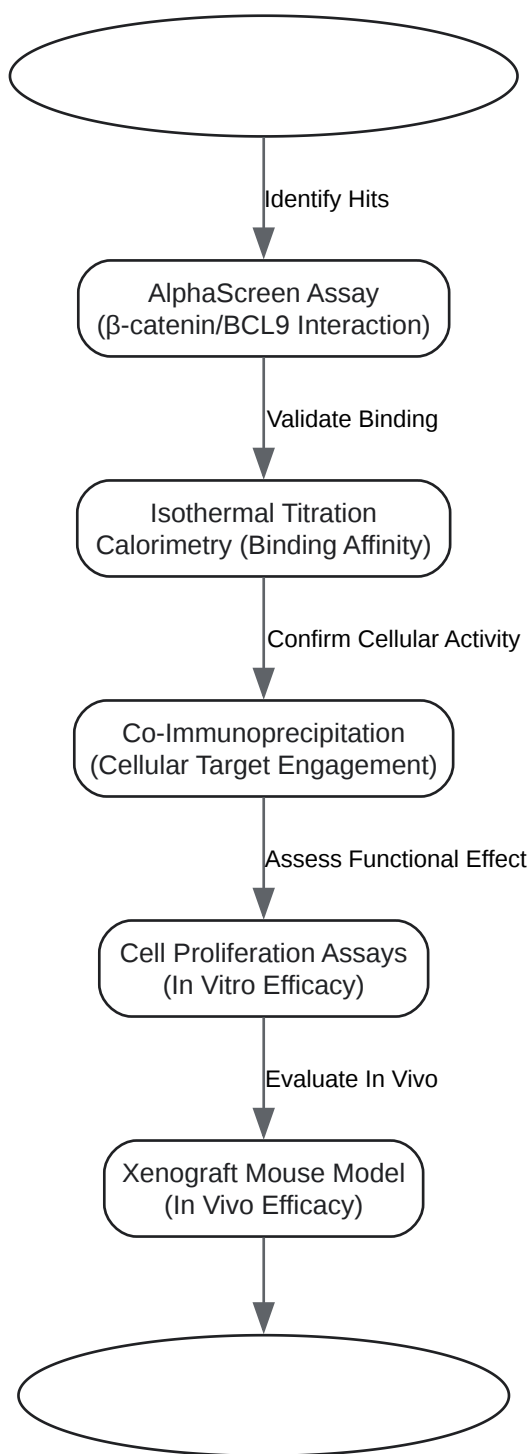 Identify Hits
AlphaScreen Assay
(β-catenin/BCL9 Interaction)
Validate Binding
Isothermal Titration
Calorimetry (Binding Affinity)
Confirm Cellular Activity
Co-Immunoprecipitation
(Cellular Target Engagement)
Assess Functional Effect
Cell Proliferation Assays
(In Vitro Efficacy)
Evaluate In Vivo
Xenograft Mouse Model
(In Vivo Efficacy)